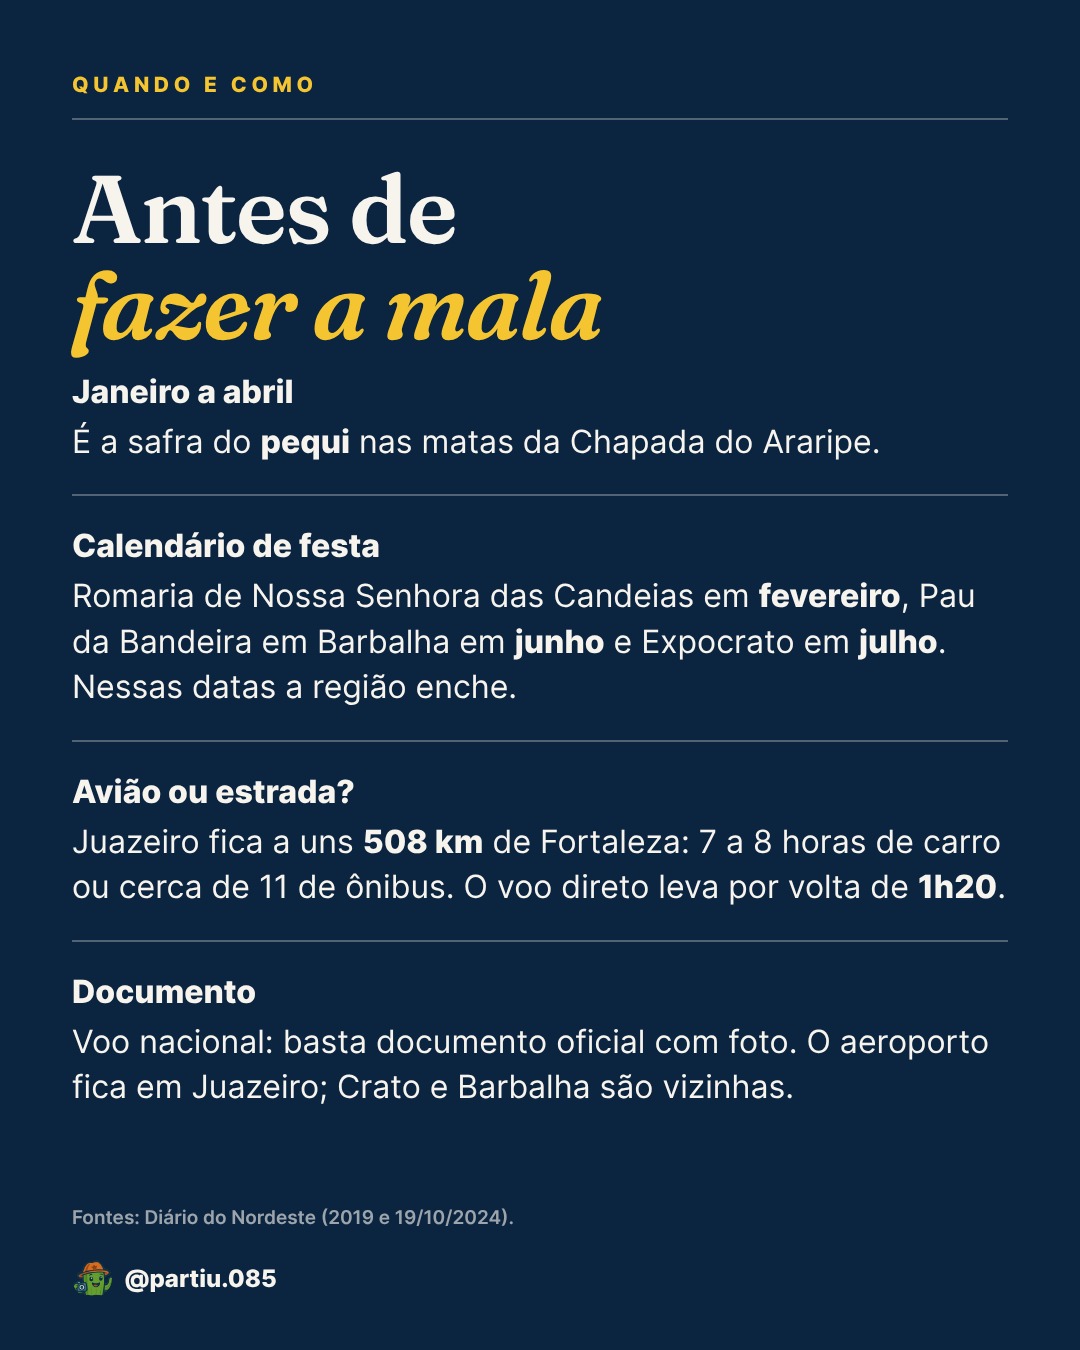 QUANDO E COMO
Antes de
fazer a mala
Janeiro a abril
É a safra do pequi nas matas da Chapada do Araripe.
Calendário de festa
Romaria de Nossa Senhora das Candeias em fevereiro, Pau
da Bandeira em Barbalha em junho e Expocrato em julho.
Nessas datas a região enche.
Avião ou estrada?
Juazeiro fica a uns 508 km de Fortaleza: 7 a 8 horas de carro
ou cerca de 11 de ônibus. O voo direto leva por volta de 1h20.
Documento
Voo nacional: basta documento oficial com foto. O aeroporto
fica em Juazeiro; Crato e Barbalha são vizinhas.
Fontes: Diário do Nordeste (2019 e 19/10/2024).
@partiu.085